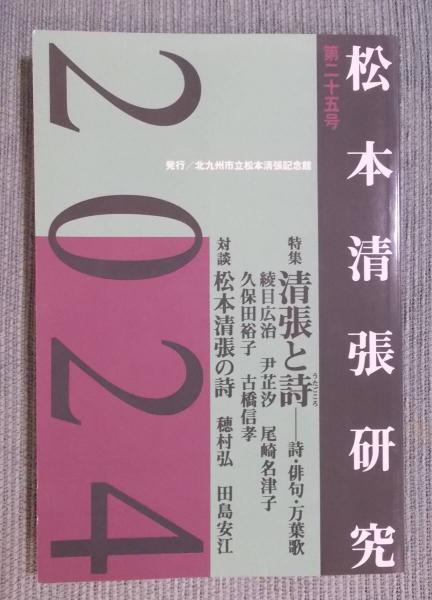 松本清張研究
第二十五号
2024
発行／北九州市立松本清張記念館
特集
清張と詩──詩・俳句・万葉歌
うたごころ
綾目広治 尹芷汐 尾崎名津子
久保田裕子 古橋信孝
対談
松本清張の詩 穂村弘 田島安江